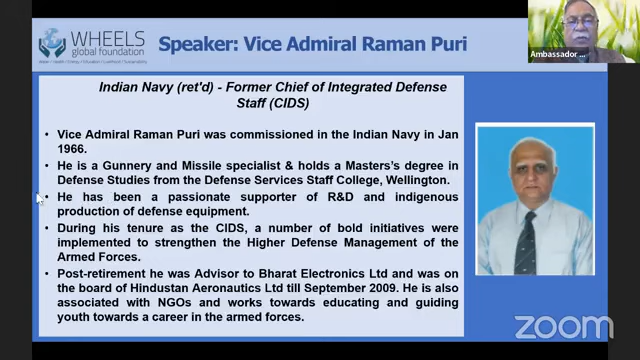 WHEELS
global foundation
Speaker: Vice Admiral Raman Puri
Ambassador ...
Indian Navy (ret'd) - Former Chief of Integrated Defense
Staff (CIDS)
• Vice Admiral Raman Puri was commissioned in the Indian Navy in Jan
1966.
• He is a Gunnery and Missile specialist & holds a Masters's degree in
Defense Studies from the Defense Services Staff College, Wellington.
• He has been a passionate supporter of R&D and indigenous
production of defense equipment.
• During his tenure as the CIDS, a number of bold initiatives were
implemented to strengthen the Higher Defense Management of the
Armed Forces.
• Post-retirement he was Advisor to Bharat Electronics Ltd and was on
the board of Hindustan Aeronautics Ltd till September 2009. He is also
associated with NGOs and works towards educating and guiding
youth towards a career in the armed forces.
zoom